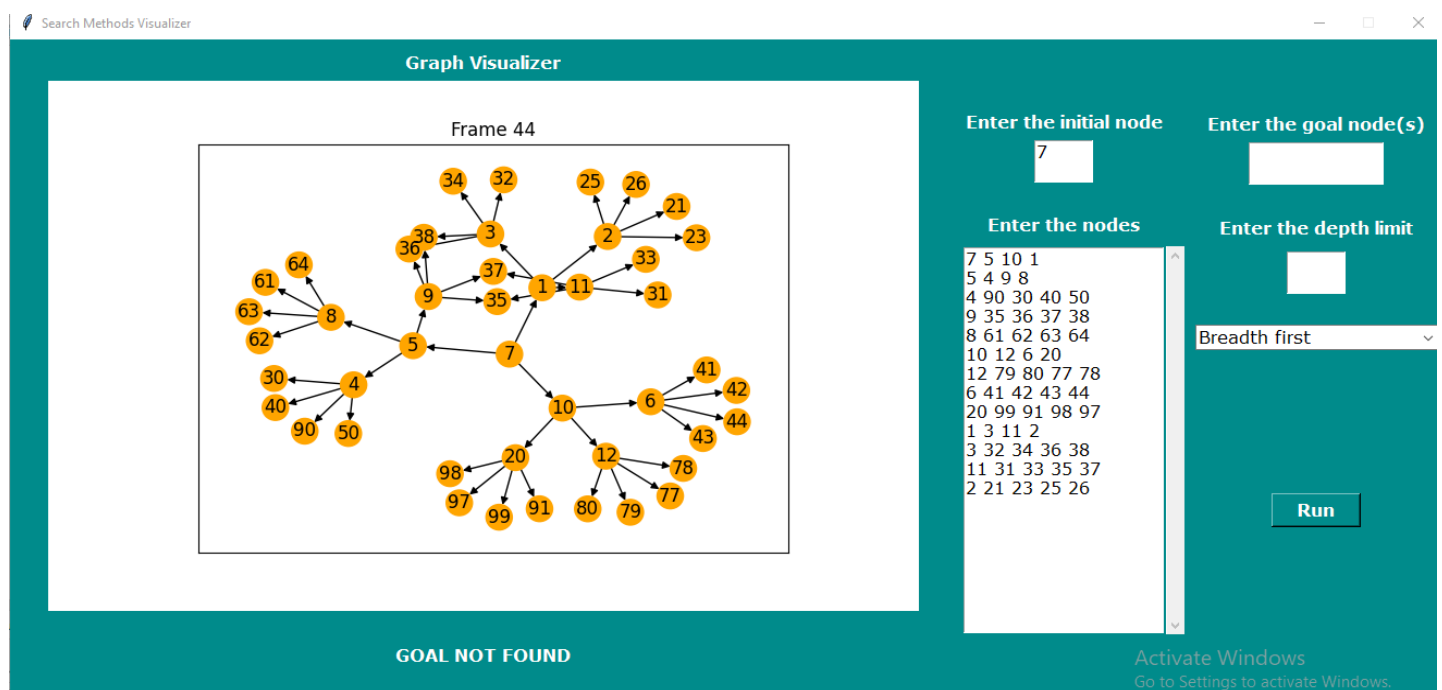 Search Methods Visualizer
Graph Visualizer
Frame 44
34 32 25 26
21
38 3 2 23
36
64 37 33
61 9 1 11 31
35
63 8
62 5 7
30 4 41
40 10 6 42
90 50 44
43
20 12
98 78
97 77
99 91 80 79
GOAL NOT FOUND
Enter the initial node
7
Enter the goal node(s)
Enter the nodes
7 5 10 1
5 4 9 8
4 90 30 40 50
9 35 36 37 38
8 61 62 63 64
10 12 6 20
12 79 80 77 78
6 41 42 43 44
20 99 91 98 97
1 3 11 2
3 32 34 36 38
11 31 33 35 37
2 21 23 25 26
Enter the depth limit
Breadth first
Run
Activate Windows
Go to Settings to activate Windows.